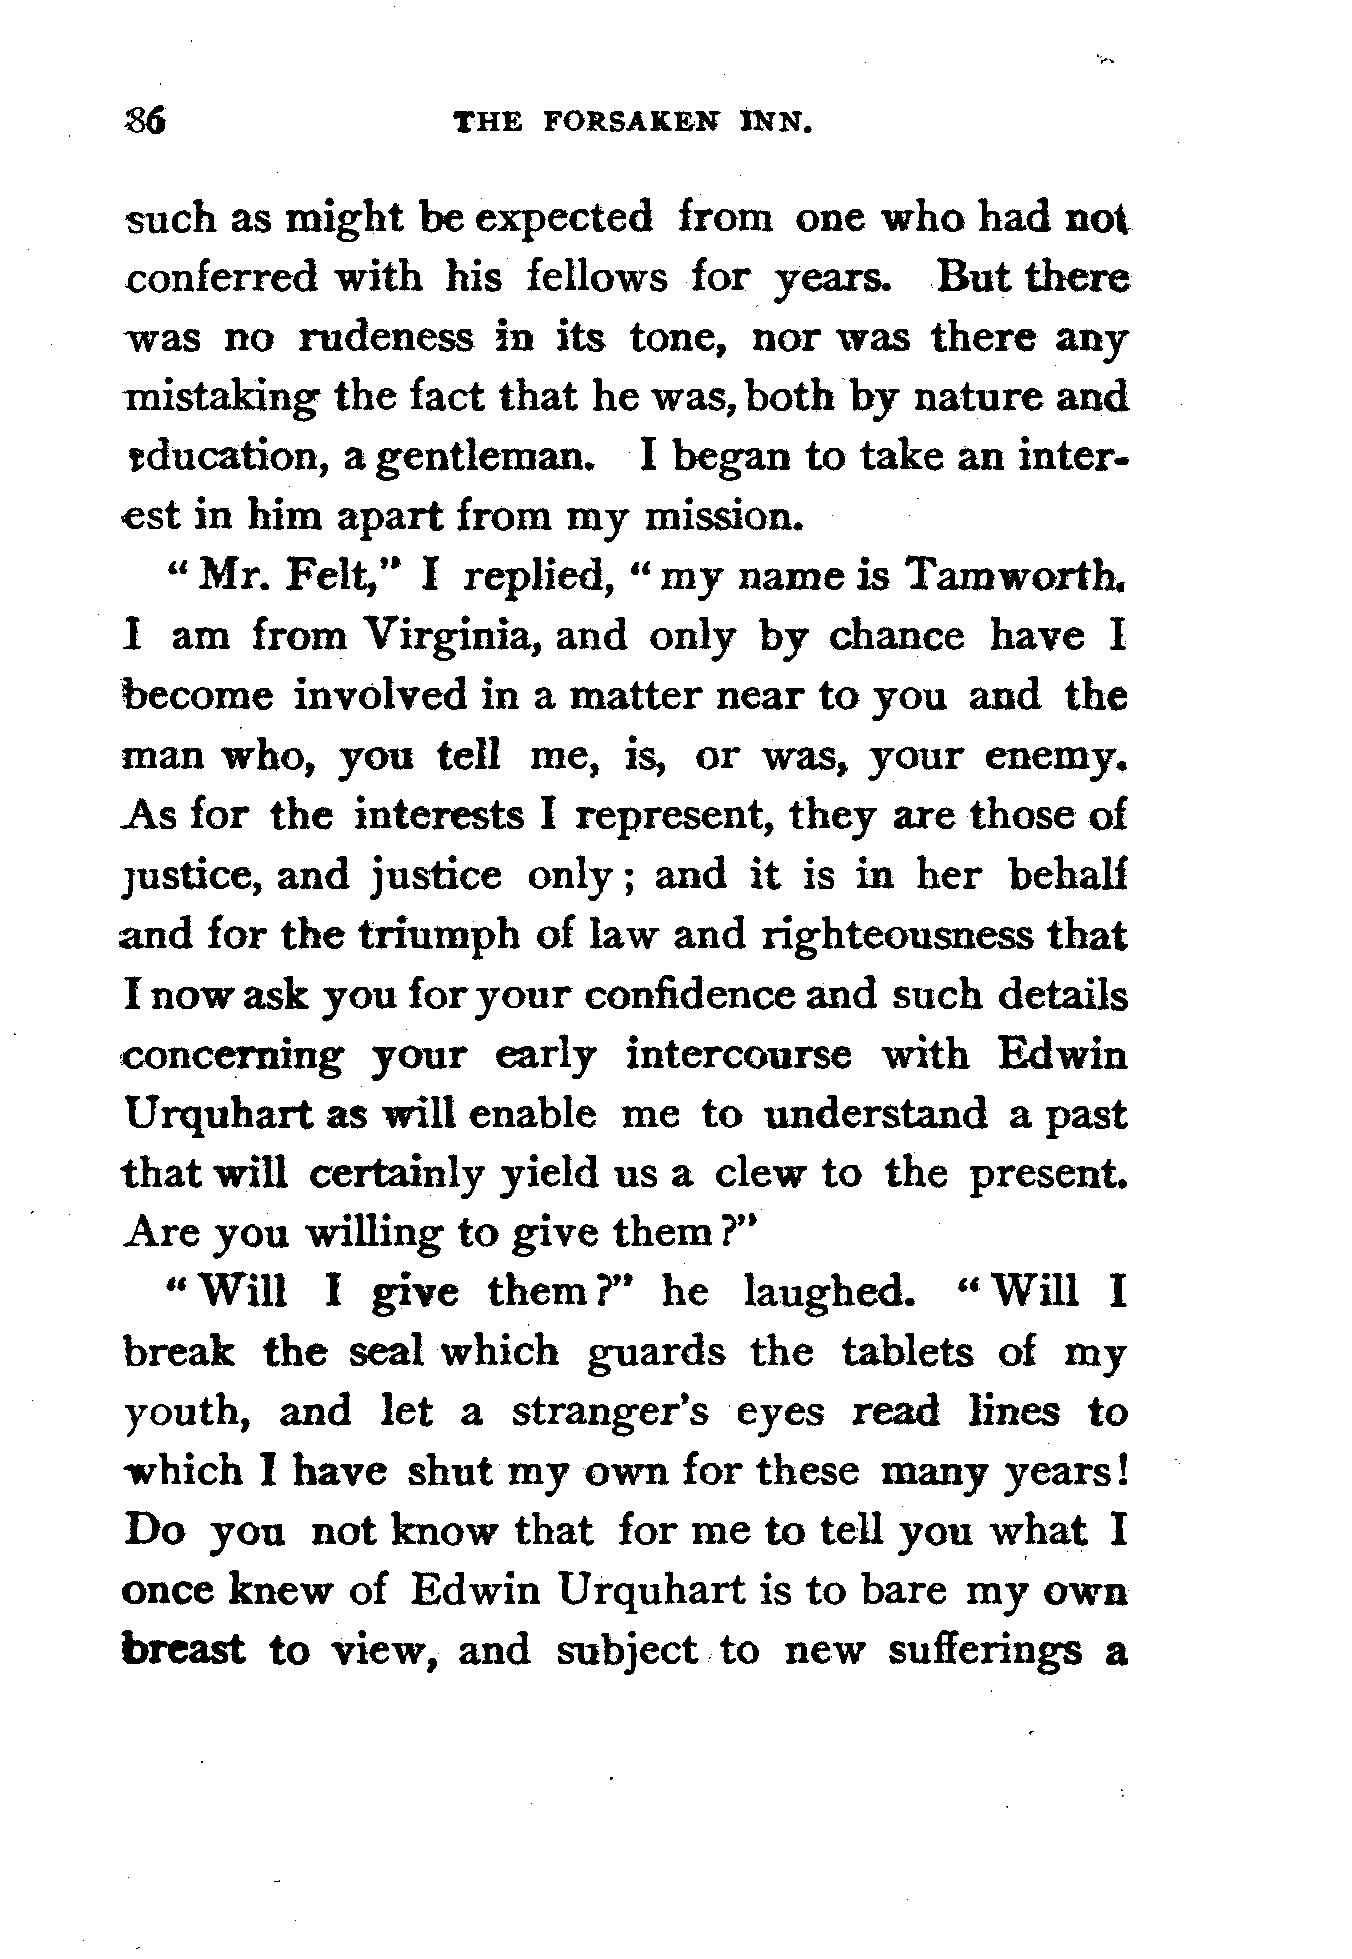 86 THE FORSAKEN INN.
such as might be expected from one who had not
conferred with his fellows for years. But there
was no rudeness in its tone, nor was there any
mistaking the fact that he was, both by nature and
education, a gentleman. I began to take an inter-
est in him apart from my mission.
"Mr. Felt," I replied, "my name is Tamworth.
I am from Virginia, and only by chance have I
become involved in a matter near to you and the
man who, you tell me, is, or was, your enemy.
As for the interests I represent, they are those of
justice, and justice only; and it is in her behalf
and for the triumph of law and righteousness that
I now ask you for your confidence and such details
concerning your early intercourse with Edwin
Urquhart as will enable me to understand a past
that will certainly yield us a clew to the present.
Are you willing to give them?"
"Will I give them?" he laughed. "Will I
break the seal which guards the tablets of my
youth, and let a stranger's eyes read lines to
which I have shut my own for these many years!
Do you not know that for me to tell you what I
once knew of Edwin Urquhart is to bare my own
breast to view, and subject to new sufferings a